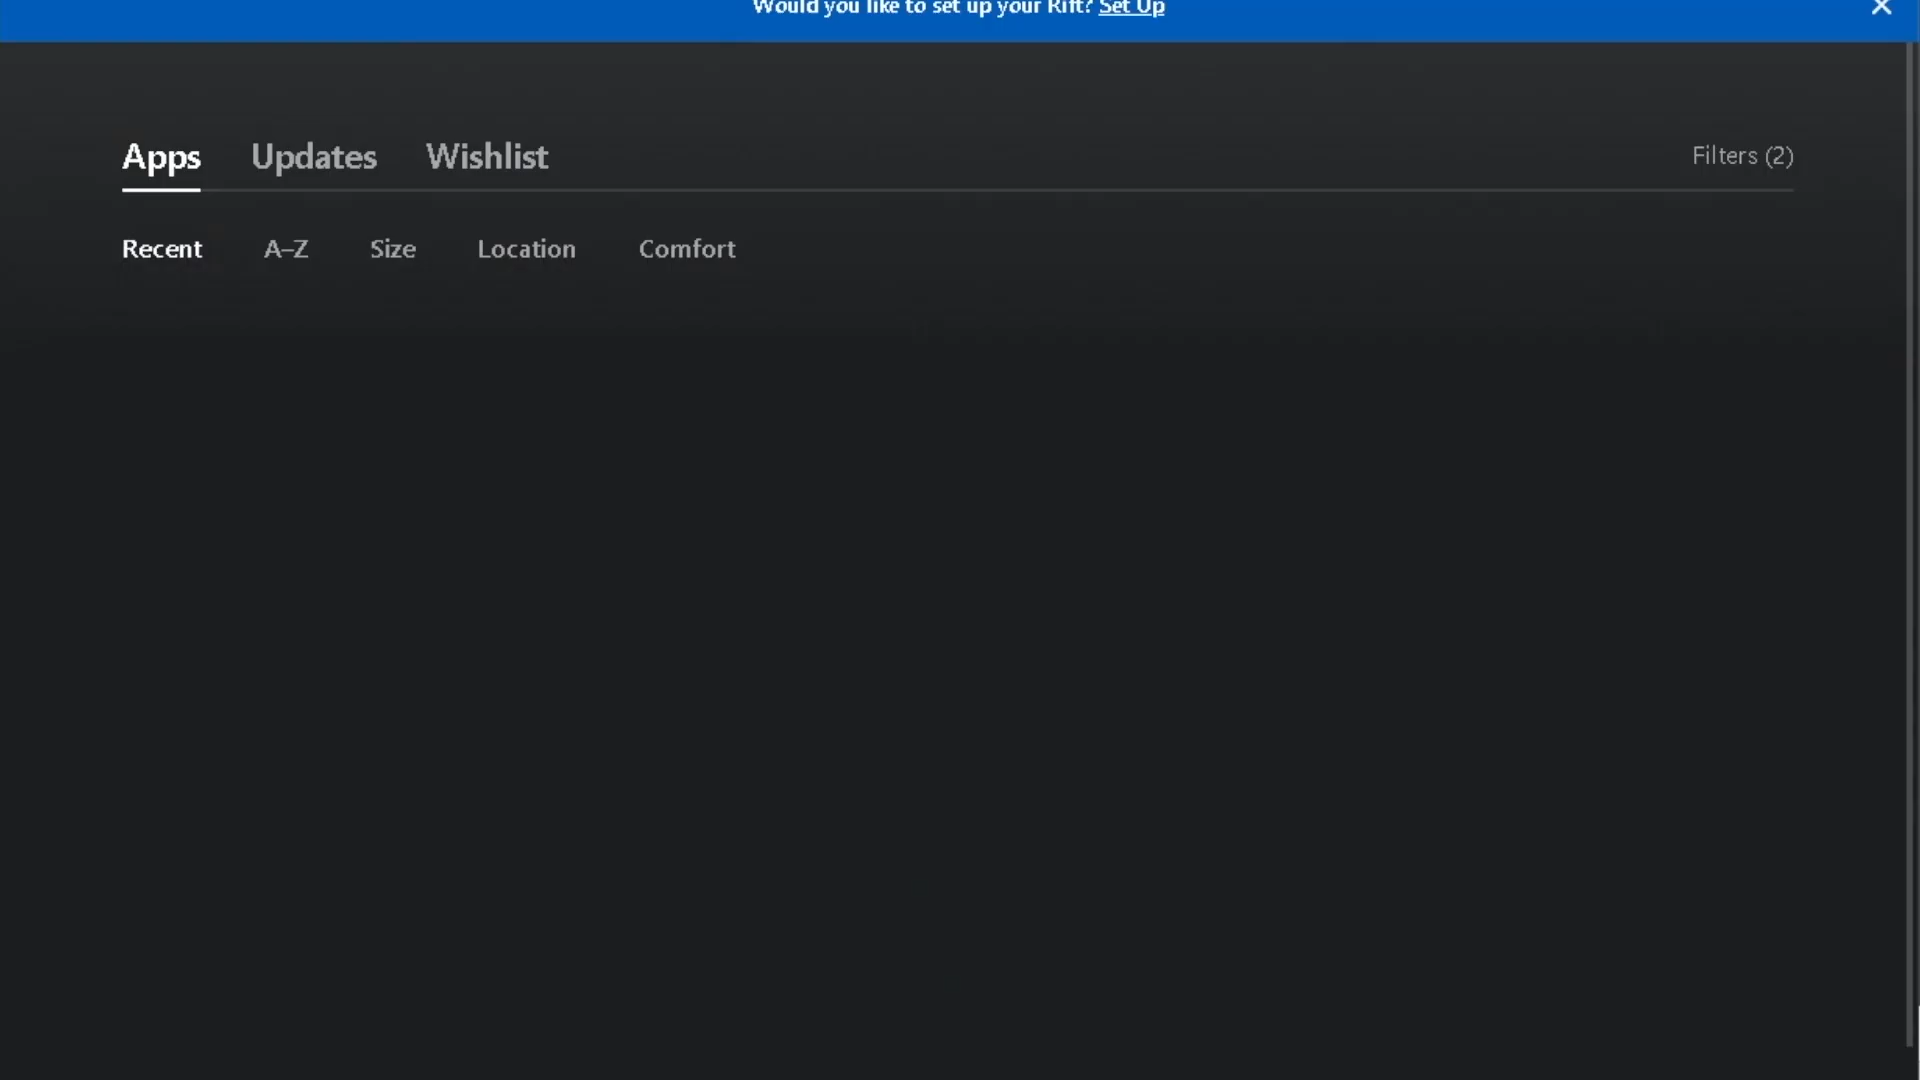 Would you like to set up your Rift? Set Up
Apps Updates Wishlist Filters (2)
Recent A–Z Size Location Comfort